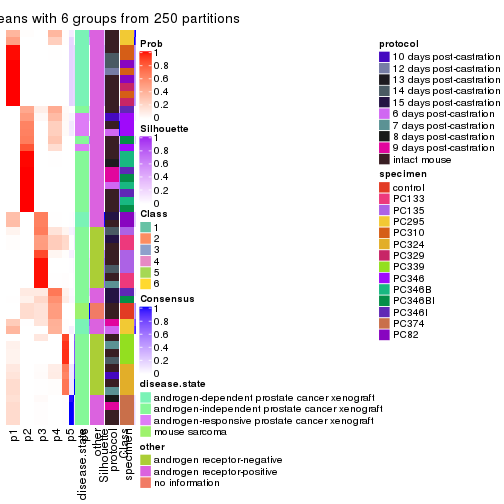 eans with 6 groups from 250 partitions
Prob
1
0.8
0.6
0.4
0.2
0
Silhouette
1
0.8
0.6
0.4
0.2
0
Class
1
2
3
4
5
6
Consensus
1
0.8
0.6
0.4
0.2
0
disease.state
androgen-dependent prostate cancer xenograft
androgen-independent prostate cancer xenograft
androgen-responsive prostate cancer xenograft
mouse sarcoma
other
androgen receptor-negative
androgen receptor-positive
no information
protocol
10 days post-castration
12 days post-castration
13 days post-castration
14 days post-castration
15 days post-castration
6 days post-castration
7 days post-castration
8 days post-castration
9 days post-castration
intact mouse
specimen
control
PC133
PC135
PC295
PC310
PC324
PC329
PC339
PC346
PC346B
PC346BI
PC346I
PC374
PC82
p1
p2
p3
p4
p5
disease.state
other
Silhouette
protocol
Class
specimen